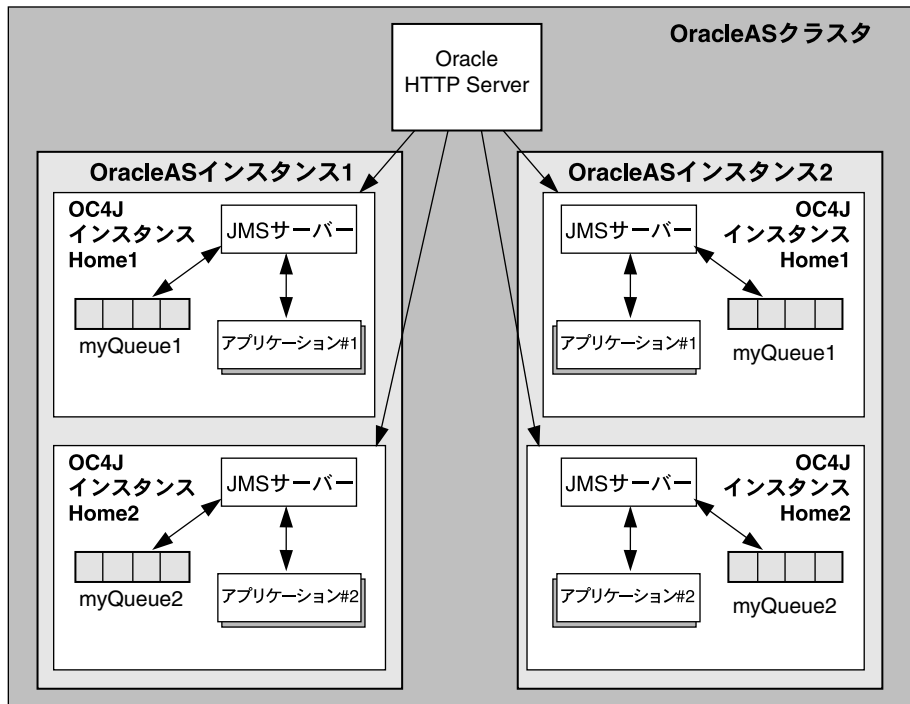 OracleASクラスタ
Oracle
HTTP Server
OracleASインスタンス1
OC4J
インスタンス
Home1
JMSサーバー
myQueue1
アプリケーション#1
OC4J
インスタンス
Home2
JMSサーバー
myQueue2
アプリケーション#2
OracleASインスタンス2
JMSサーバー
OC4J
インスタンス
Home1
アプリケーション#1
myQueue1
JMSサーバー
OC4J
インスタンス
Home2
アプリケーション#2
myQueue2